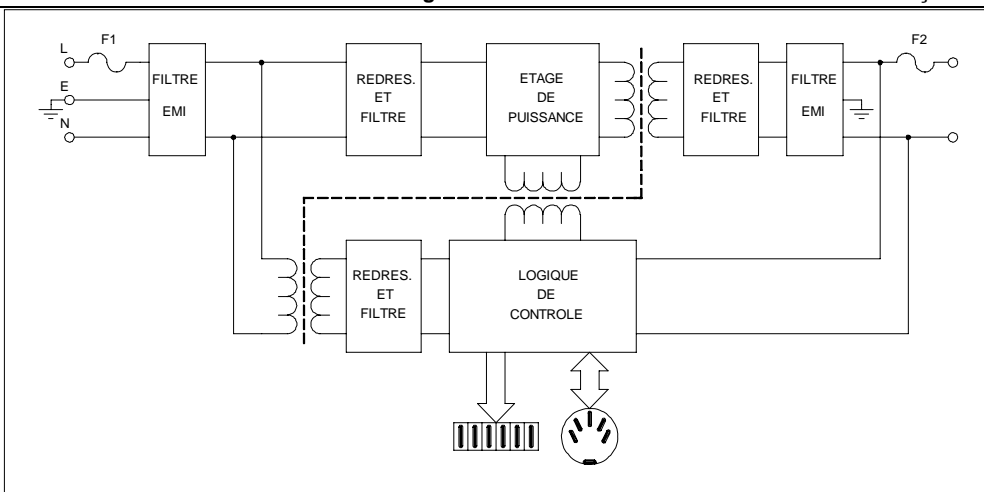 L
F1
E
N
FILTRE
EMI
REDRES.
ET
FILTRE
ETAGE
DE
PUISSANCE
REDRES.
ET
FILTRE
FILTRE
EMI
F2
REDRES.
ET
FILTRE
LOGIQUE
DE
CONTROLE